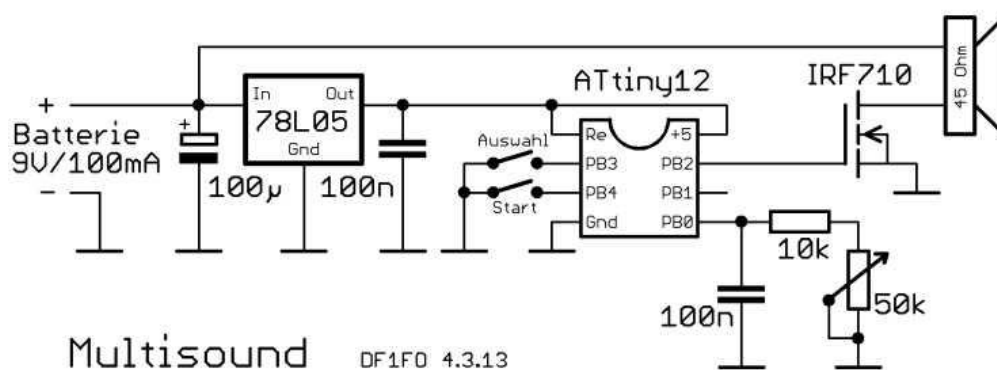 +
Batterie
9V/100mA
-
+
100µ
In
Out
78L05
Gnd
100n
Auswahl
Start
ATtiny12
Re
+5
PB3
PB2
PB4
PB1
Gnd
PB0
IRF710
45 Ohm
10k
50k
100n
Multisound
DF1FO 4.3.13